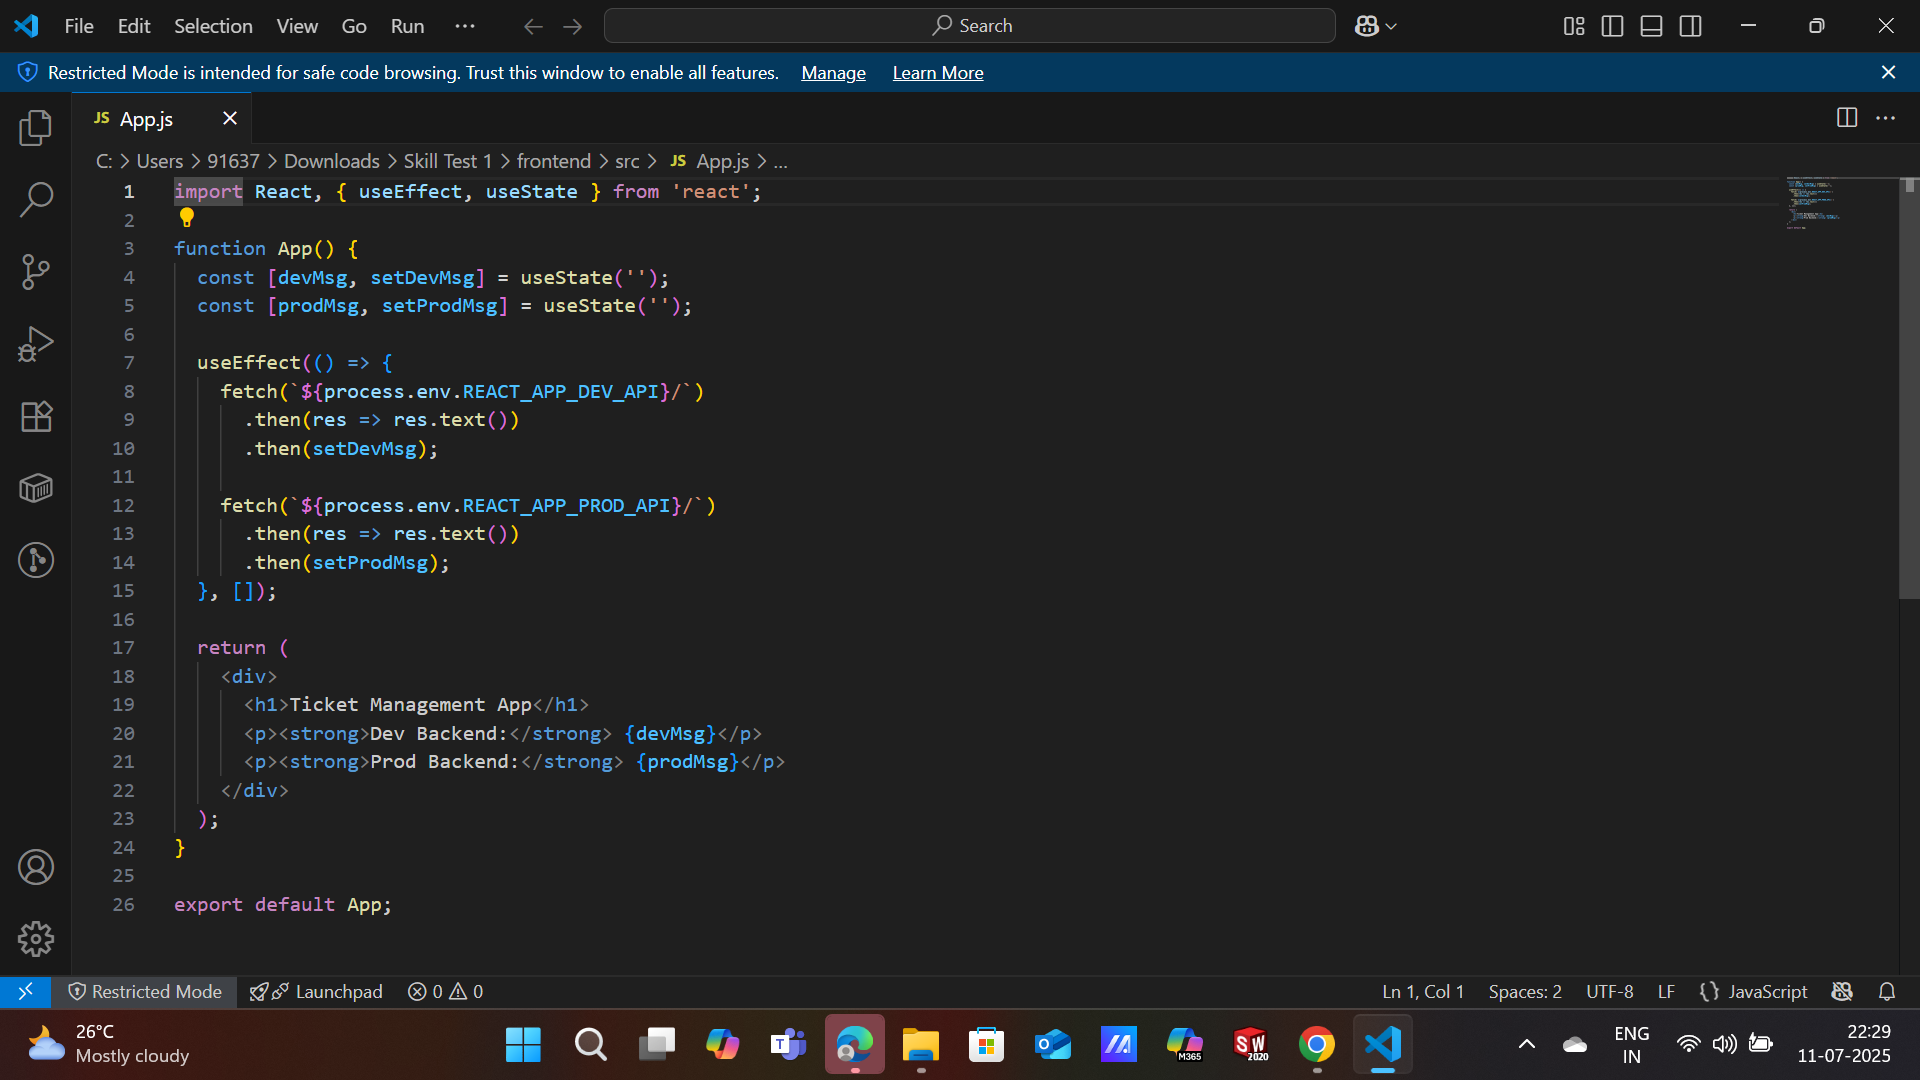 File Edit Selection View Go Run ··· Search
Restricted Mode is intended for safe code browsing. Trust this window to enable all features. Manage Learn More
JS App.js
C: > Users > 91637 > Downloads > Skill Test 1 > frontend > src > JS App.js > ...
1 import React, { useEffect, useState } from 'react';
2
3 function App() {
4   const [devMsg, setDevMsg] = useState('');
5   const [prodMsg, setProdMsg] = useState('');
6
7   useEffect(() => {
8     fetch(`${process.env.REACT_APP_DEV_API}/`)
9       .then(res => res.text())
10       .then(setDevMsg);
11
12     fetch(`${process.env.REACT_APP_PROD_API}/`)
13       .then(res => res.text())
14       .then(setProdMsg);
15   }, []);
16
17   return (
18     <div>
19       <h1>Ticket Management App</h1>
20       <p><strong>Dev Backend:</strong> {devMsg}</p>
21       <p><strong>Prod Backend:</strong> {prodMsg}</p>
22     </div>
23   );
24 }
25
26 export default App;
Restricted Mode Launchpad 0 0 Ln 1, Col 1 Spaces: 2 UTF-8 LF {} JavaScript
26°C
Mostly cloudy
T
O
M365
SW
2020
ENG
IN
22:29
11-07-2025